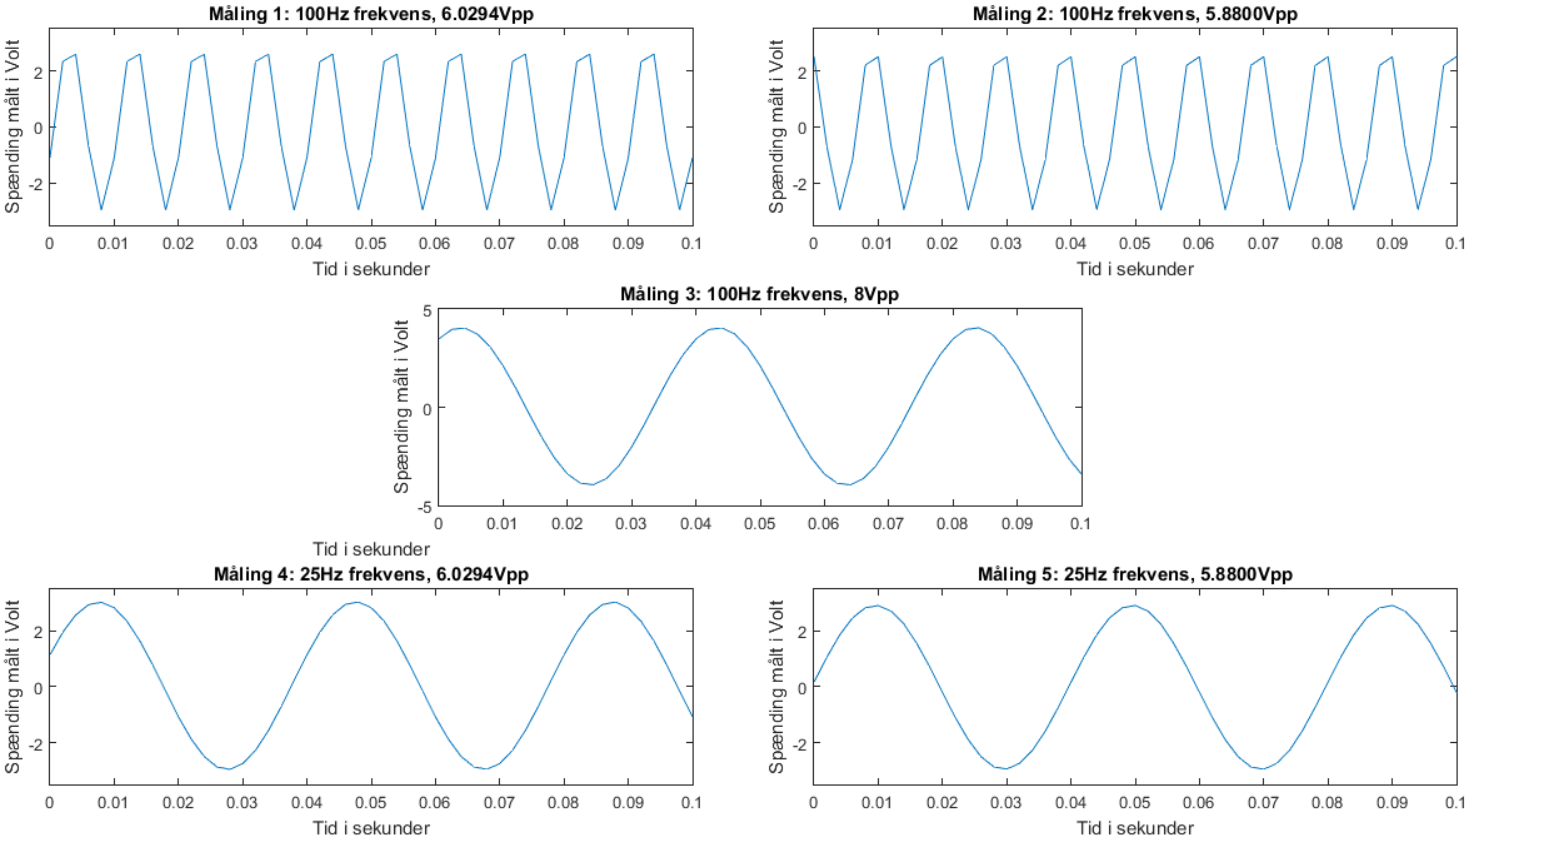 Måling 1: 100Hz frekvens, 6.0294Vpp
Spænding målt i Volt
2
0
-2
0 0.01 0.02 0.03 0.04 0.05 0.06 0.07 0.08 0.09 0.1
Tid i sekunder
Måling 2: 100Hz frekvens, 5.8800Vpp
Spænding målt i Volt
2
0
-2
0 0.01 0.02 0.03 0.04 0.05 0.06 0.07 0.08 0.09 0.1
Tid i sekunder
Måling 3: 100Hz frekvens, 8Vpp
Spænding målt i Volt
5
0
-5
0 0.01 0.02 0.03 0.04 0.05 0.06 0.07 0.08 0.09 0.1
Tid i sekunder
Måling 4: 25Hz frekvens, 6.0294Vpp
Spænding målt i Volt
2
0
-2
0 0.01 0.02 0.03 0.04 0.05 0.06 0.07 0.08 0.09 0.1
Tid i sekunder
Måling 5: 25Hz frekvens, 5.8800Vpp
Spænding målt i Volt
2
0
-2
0 0.01 0.02 0.03 0.04 0.05 0.06 0.07 0.08 0.09 0.1
Tid i sekunder